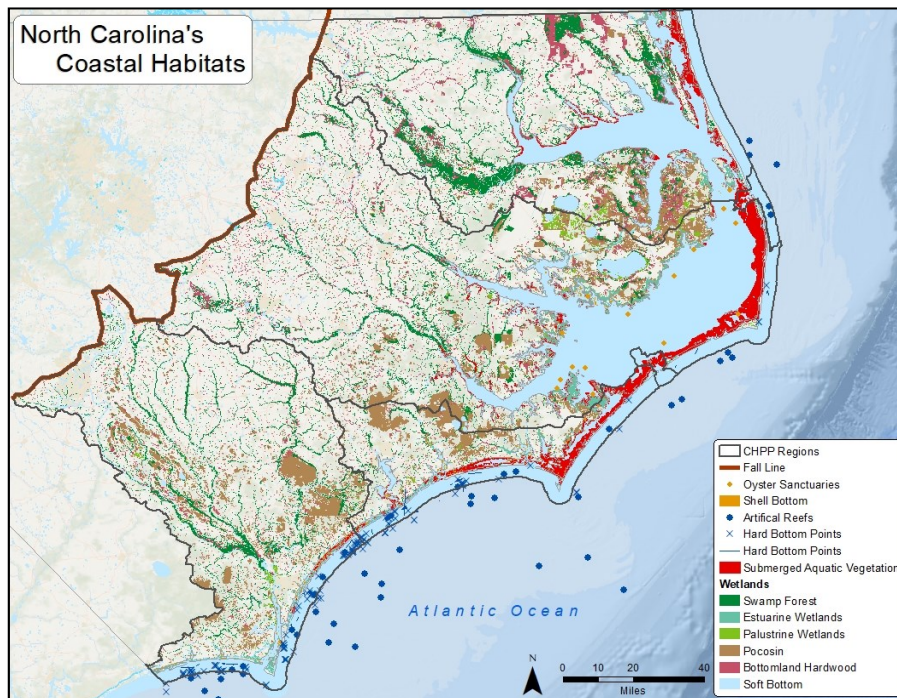 North Carolina's
Coastal Habitats
Atlantic Ocean
N
0 10 20 40
Miles
CHPP Regions
Fall Line
Oyster Sanctuaries
Shell Bottom
Artifical Reefs
Hard Bottom Points
Hard Bottom Points
Submerged Aquatic Vegetation
Wetlands
Swamp Forest
Estuarine Wetlands
Palustrine Wetlands
Pocosin
Bottomland Hardwood
Soft Bottom